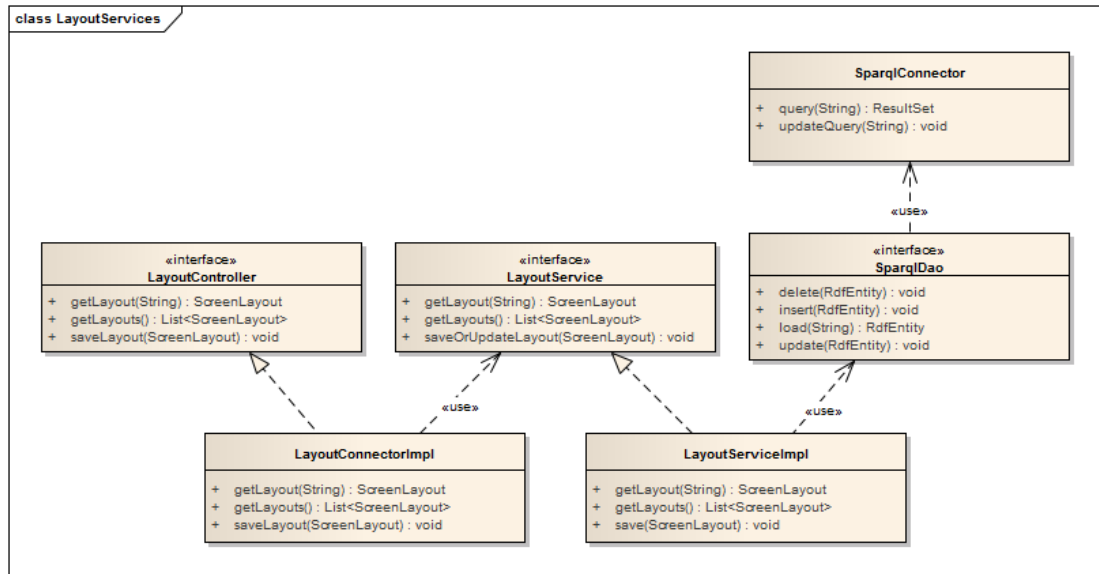 class LayoutServices
SparqlConnector
+ query(String) : ResultSet
+ updateQuery(String) : void
«use»
«interface»
LayoutController
+ getLayout(String) : ScreenLayout
+ getLayouts() : List<ScreenLayout>
+ saveLayout(ScreenLayout) : void
«interface»
LayoutService
+ getLayout(String) : ScreenLayout
+ getLayouts() : List<ScreenLayout>
+ saveOrUpdateLayout(ScreenLayout) : void
«interface»
SparqlDao
+ delete(RdfEntity) : void
+ insert(RdfEntity) : void
+ load(String) : RdfEntity
+ update(RdfEntity) : void
«use»
«use»
LayoutConnectorImpl
+ getLayout(String) : ScreenLayout
+ getLayouts() : List<ScreenLayout>
+ saveLayout(ScreenLayout) : void
LayoutServiceImpl
+ getLayout(String) : ScreenLayout
+ getLayouts() : List<ScreenLayout>
+ save(ScreenLayout) : void